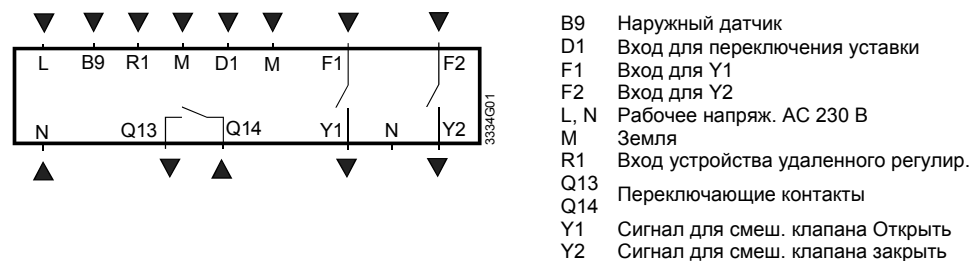 L B9 R1 M D1 M F1 F2
N Q13 Q14 Y1 N Y2
3334G01
B9 Наружный датчик
D1 Вход для переключения уставки
F1 Вход для Y1
F2 Вход для Y2
L, N Рабочее напряж. AC 230 В
M Земля
R1 Вход устройства удаленного регулир.
Q13
Q14 Переключающие контакты
Y1 Сигнал для смеш. клапана Открыть
Y2 Сигнал для смеш. клапана закрыть